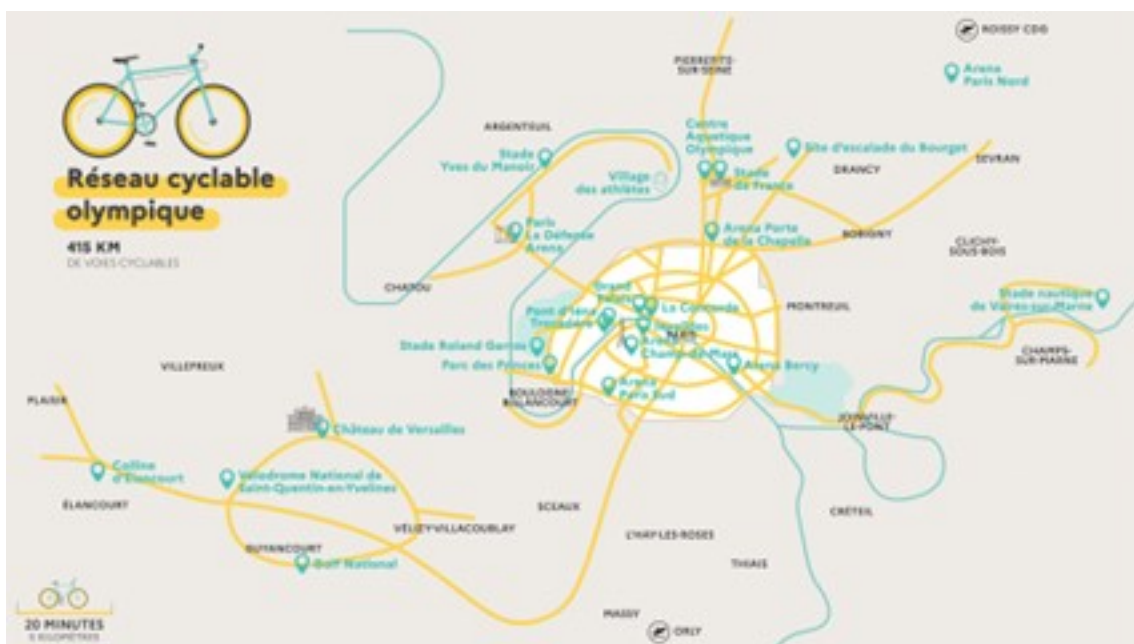 Réseau cyclable
olympique
415 KM
DE VOIES CYCLABLES
ROISSY CDG
Arena
Paris Nord
PIERREFITTE-
SUR-SEINE
ARGENTEUIL
Centre
Aquatique
Olympique
Site d'escalade du Bourget
SEVRAN
Stade
Yves du Manoir
DRANCY
Village
des athlètes
Stade
de France
Paris
La Défense
Arena
Arena Porte
de la Chapelle
BOBIGNY
CLICHY-
SOUS-BOIS
CHATOU
Grand
Palais
La Concorde
MONTREUIL
Stade nautique
de Vaires-sur-Marne
Pont d'Iéna
Trocadéro
Invalides
PARIS
Stade Roland Garros
Arena
Champ-de-Mars
CHAMPS-
SUR-MARNE
VILLEPREUX
Parc des Princes
Arena Bercy
PLAISIR
BOULOGNE-
BILLANCOURT
Arena
Paris Sud
JOINVILLE-
LE-PONT
Château de Versailles
Colline
d'Élancourt
Vélodrome National de
Saint-Quentin-en-Yvelines
ÉLANCOURT
SCEAUX
CRÉTEIL
VÉLIZY-VILLACOUBLAY
L'HAY-LES-ROSES
GUYANCOURT
Golf National
THIAIS
MASSY
ORLY
20 MINUTES
5 KILOMÈTRES